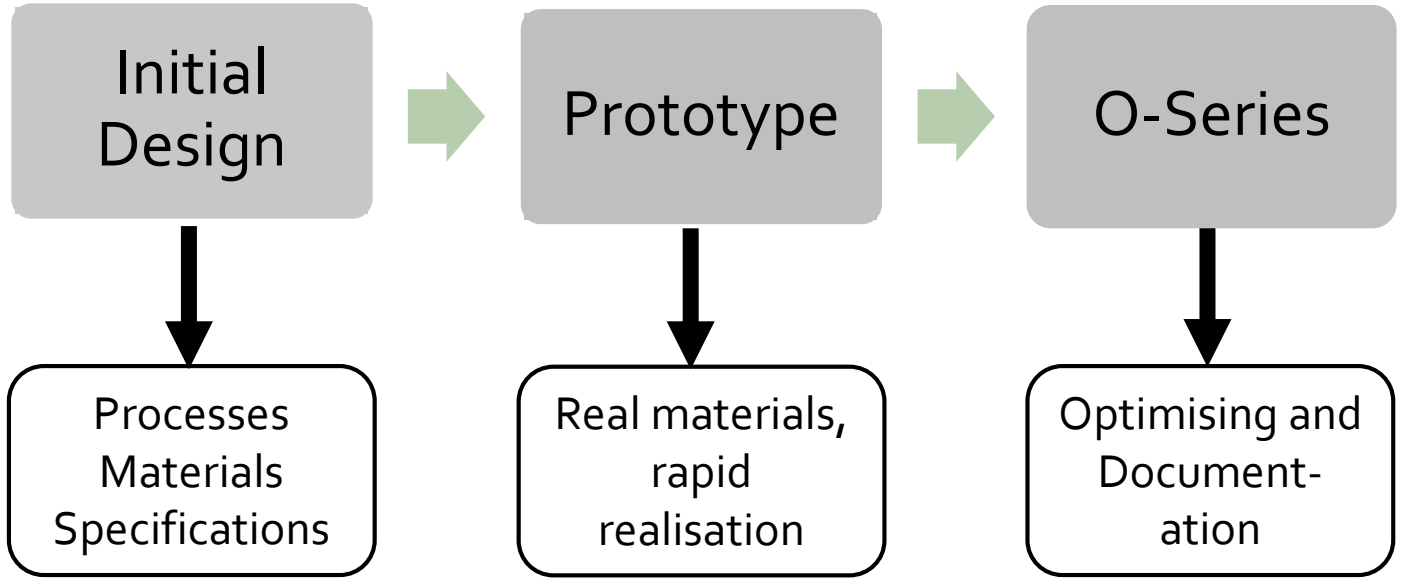 Initial
Design
Prototype
O-Series
Processes
Materials
Specifications
Real materials,
rapid
realisation
Optimising and
Document-
ation